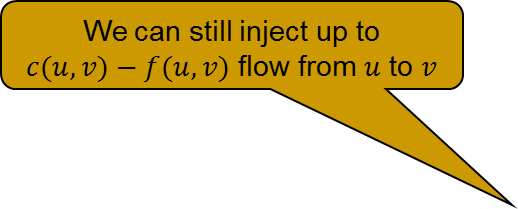 We can still inject up to
𝑐(𝑢, 𝑣) − 𝑓(𝑢, 𝑣) flow from 𝑢 to 𝑣